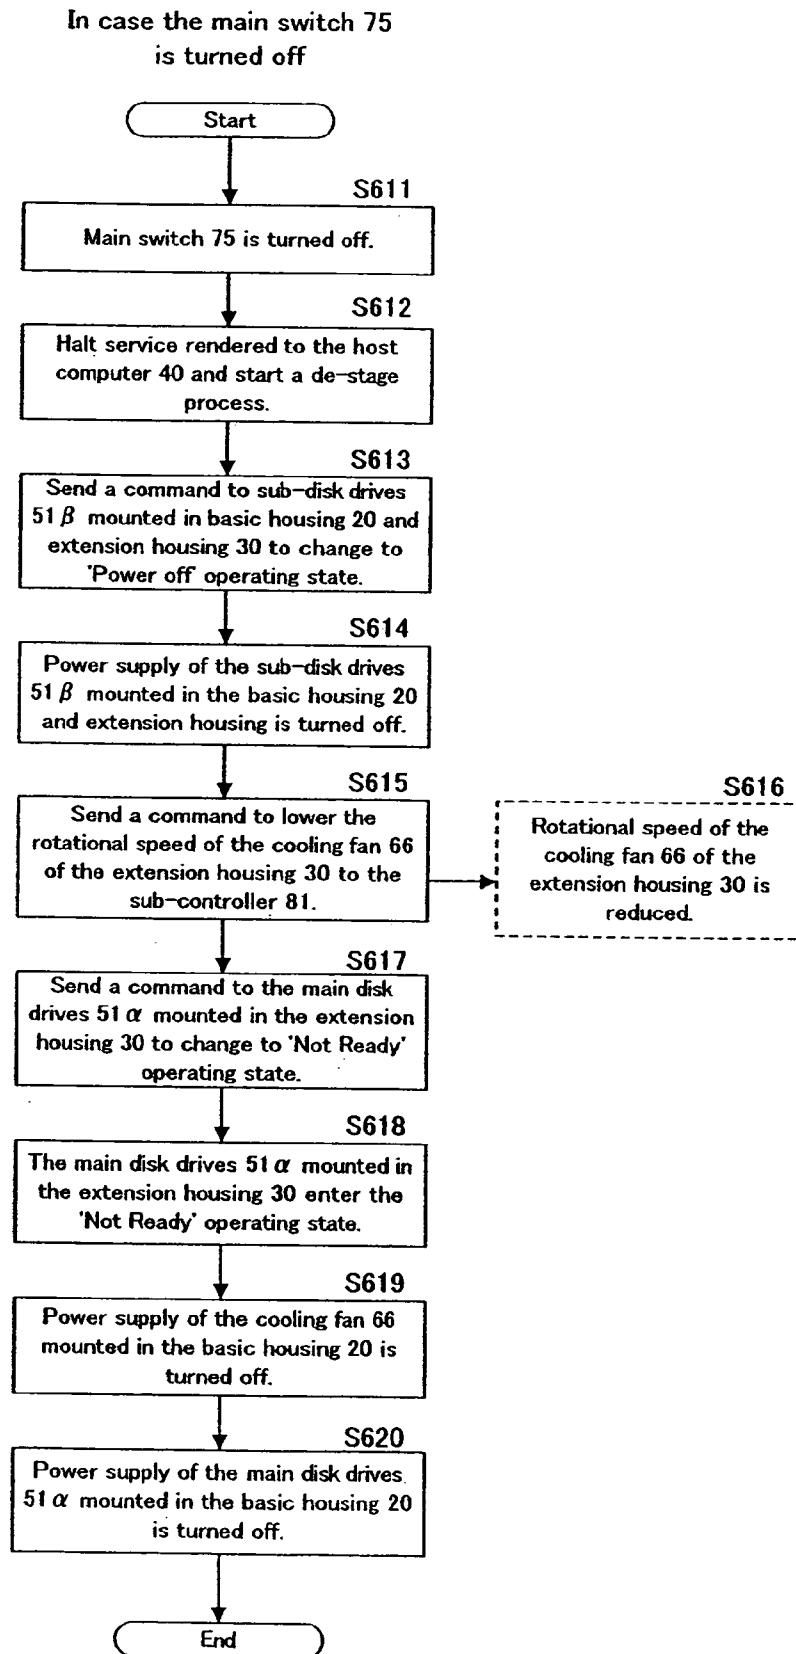 In case the main switch 75
is turned off
Start
S611
Main switch 75 is turned off.
S612
Halt service rendered to the host
computer 40 and start a de-stage
process.
S613
Send a command to sub-disk drives
51β mounted in basic housing 20 and
extension housing 30 to change to
'Power off' operating state.
S614
Power supply of the sub-disk drives
51β mounted in the basic housing 20
and extension housing is turned off.
S615
Send a command to lower the
rotational speed of the cooling fan 66
of the extension housing 30 to the
sub-controller 81.
S616
Rotational speed of the
cooling fan 66 of the
extension housing 30 is
reduced.
S617
Send a command to the main disk
drives 51α mounted in the extension
housing 30 to change to 'Not Ready'
operating state.
S618
The main disk drives 51α mounted in
the extension housing 30 enter the
'Not Ready' operating state.
S619
Power supply of the cooling fan 66
mounted in the basic housing 20 is
turned off.
S620
Power supply of the main disk drives
51α mounted in the basic housing 20
is turned off.
End